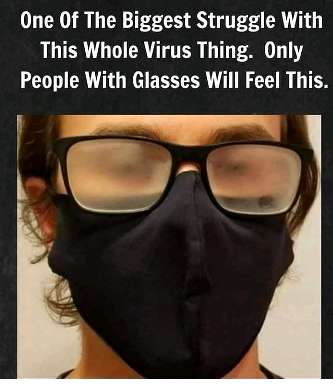 One Of The Biggest Struggle With
This Whole Virus Thing. Only
People With Glasses Will Feel This.